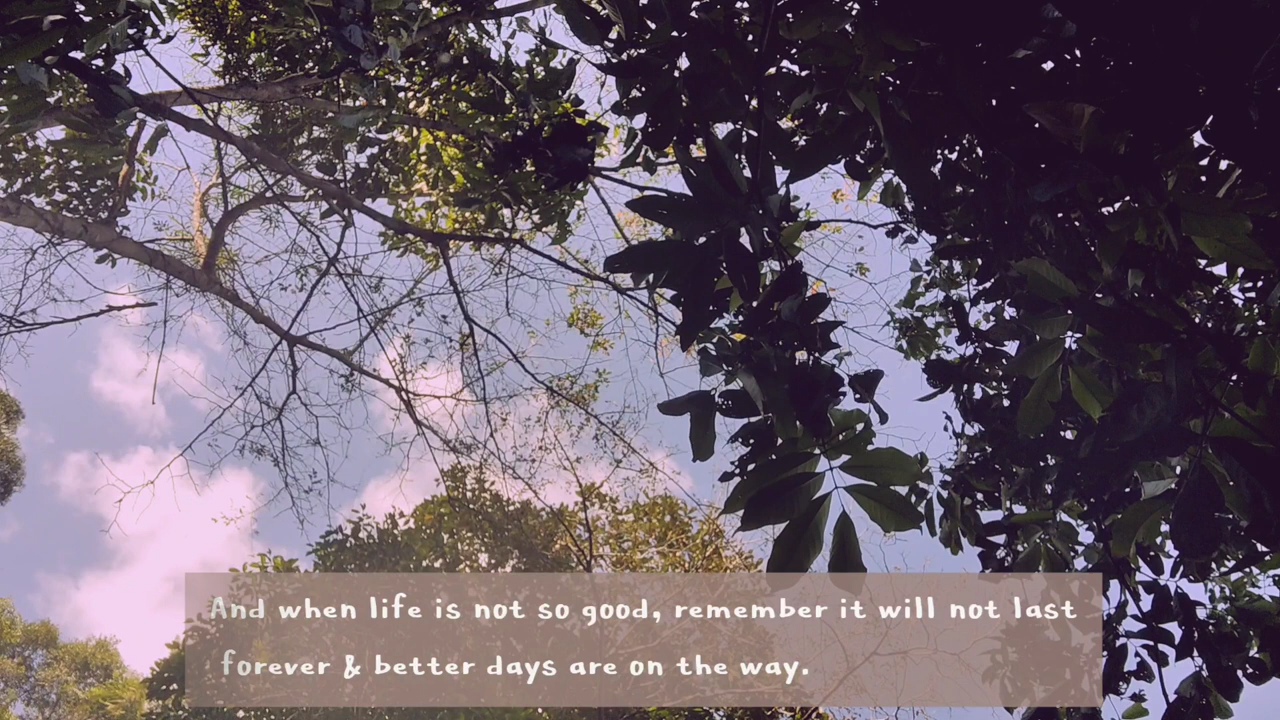 And when life is not so good, remember it will not last
forever & better days are on the way.